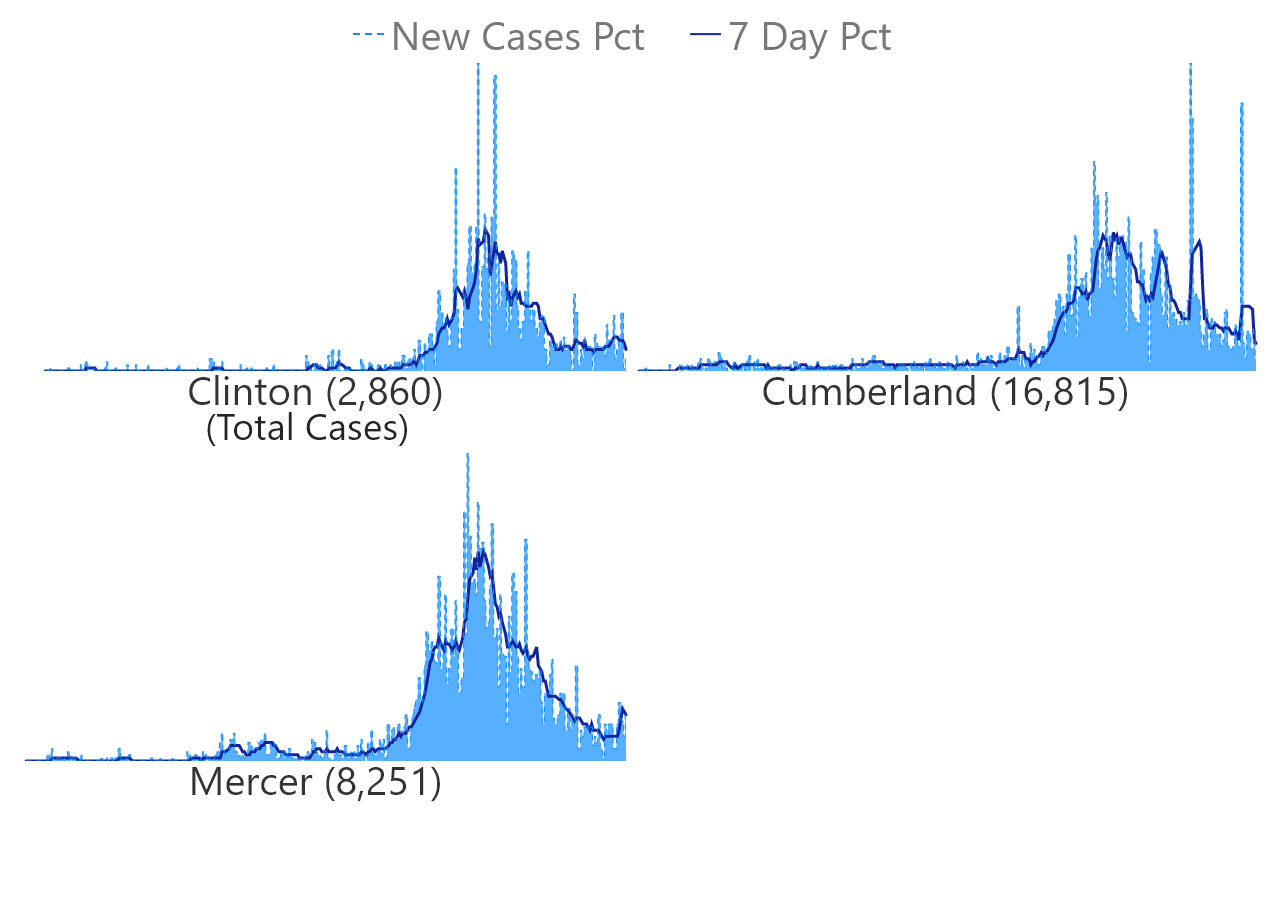 New Cases Pct 7 Day Pct
Clinton (2,860) Cumberland (16,815)
(Total Cases)
Mercer (8,251)